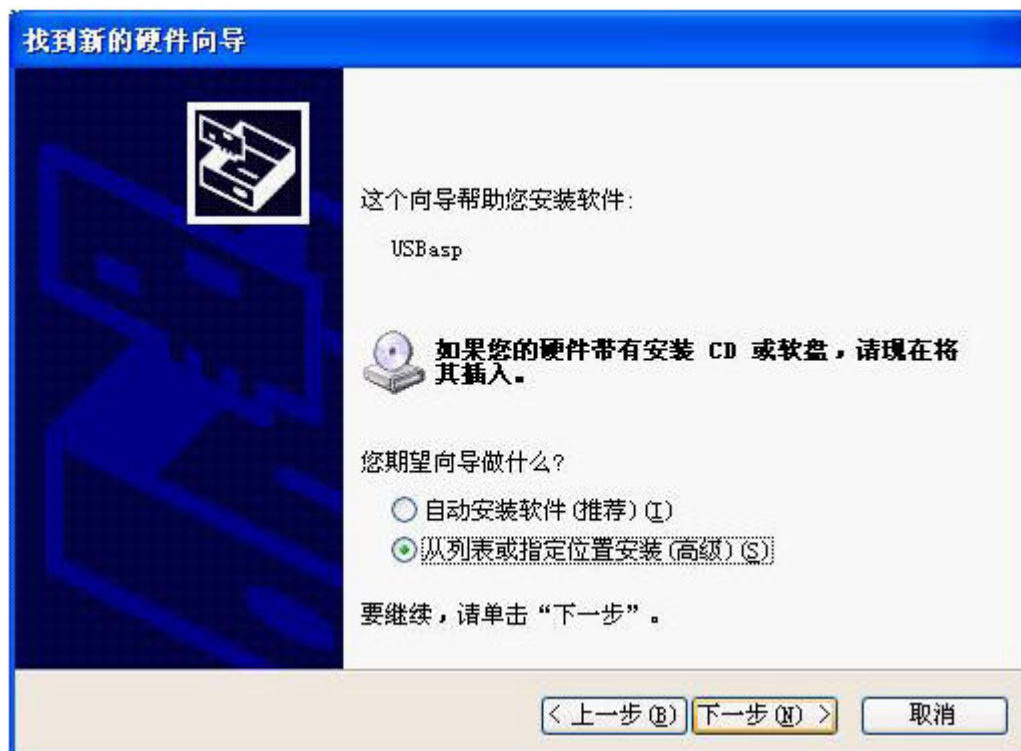 找到新的硬件向导
这个向导帮助您安装软件:
USBasp
如果您的硬件带有安装 CD 或软盘，请现在将
其插入。
您期望向导做什么?
自动安装软件(推荐)(I)
从列表或指定位置安装(高级)(S)
要继续，请单击“下一步”。
< 上一步(B)
下一步(N) >
取消